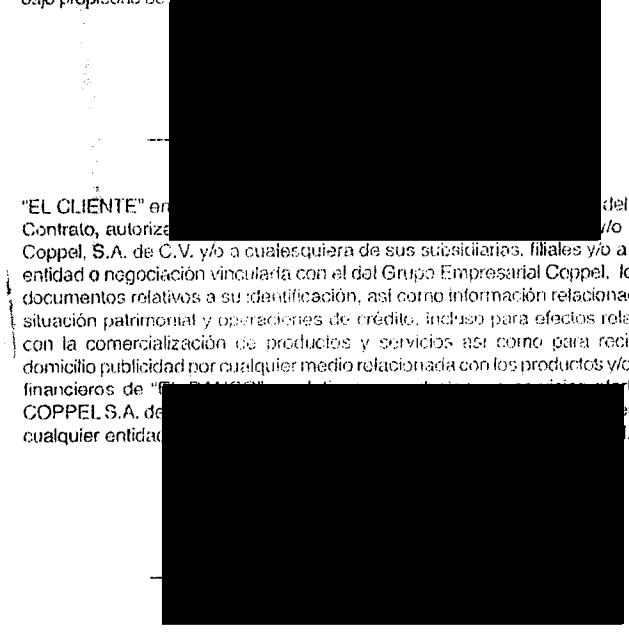 bajo propiedad de
"EL CLIENTE" en del
Contrato, autoriza y/o
Coppel, S.A. de C.V. y/o a cualesquiera de sus subsidiarias, filiales y/o a
entidad o negociación vinculada con el del Grupo Empresarial Coppel, lo
documentos relativos a su identificación, así como información relaciona
situación patrimonial y operaciones de crédito, incluso para efectos rela
con la comercialización de productos y servicios así como para reci
domicilio publicidad por cualquier medio relacionada con los productos y/o
financieros de
COPPEL S.A. de
cualquier entidad